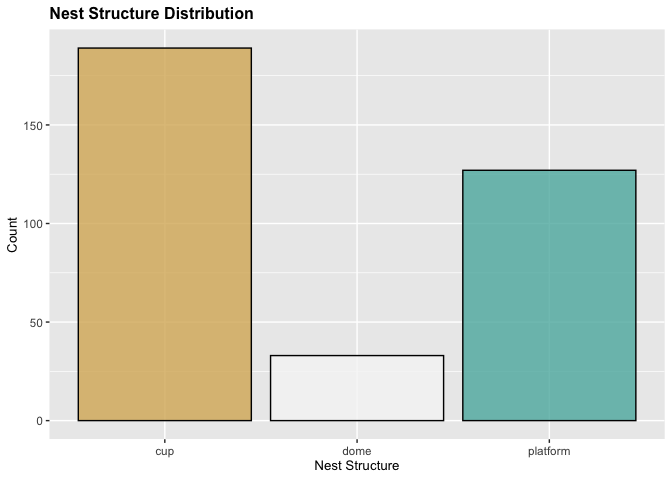 Nest Structure Distribution
150
100
50
0
Count
cup
dome
platform
Nest Structure